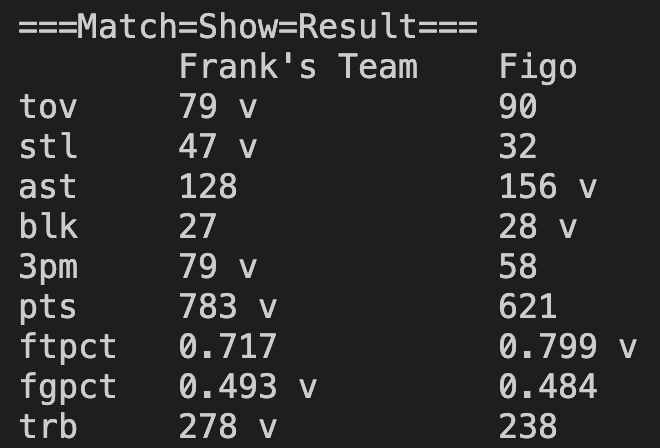 ===Match=Show=Result===
Frank's Team Figo
tov 79 v 90
stl 47 v 32
ast 128 156 v
blk 27 28 v
3pm 79 v 58
pts 783 v 621
ftpct 0.717 0.799 v
fgpct 0.493 v 0.484
trb 278 v 238